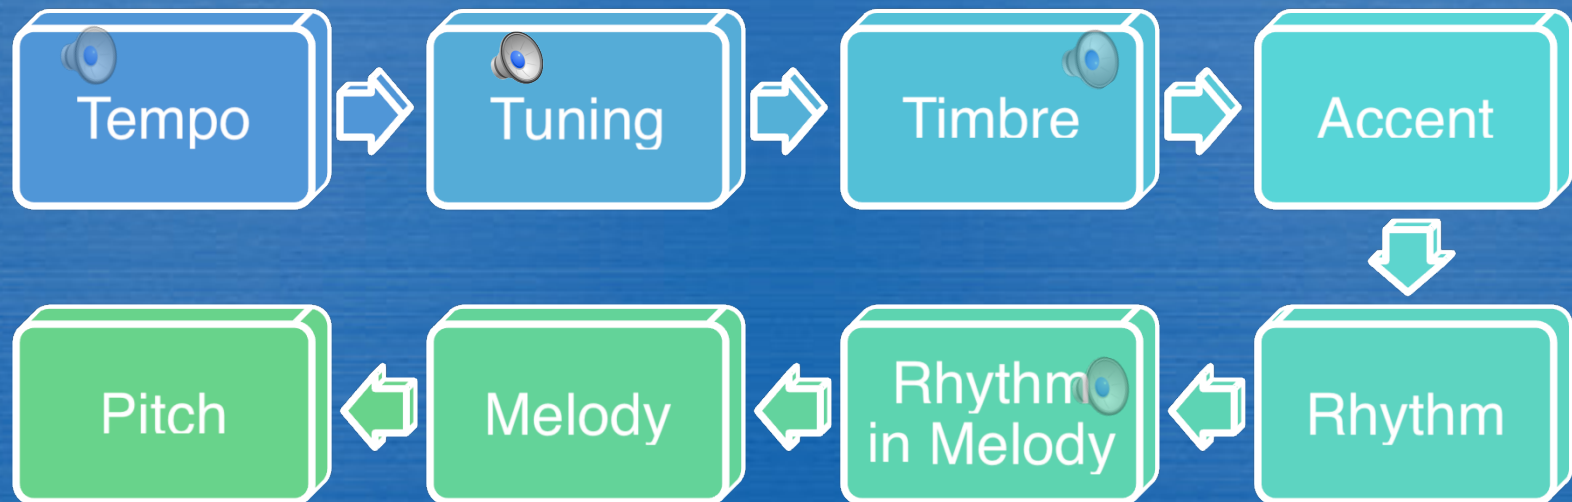 Tempo
Tuning
Timbre
Accent
Rhythm
Rhythm
in Melody
Melody
Pitch